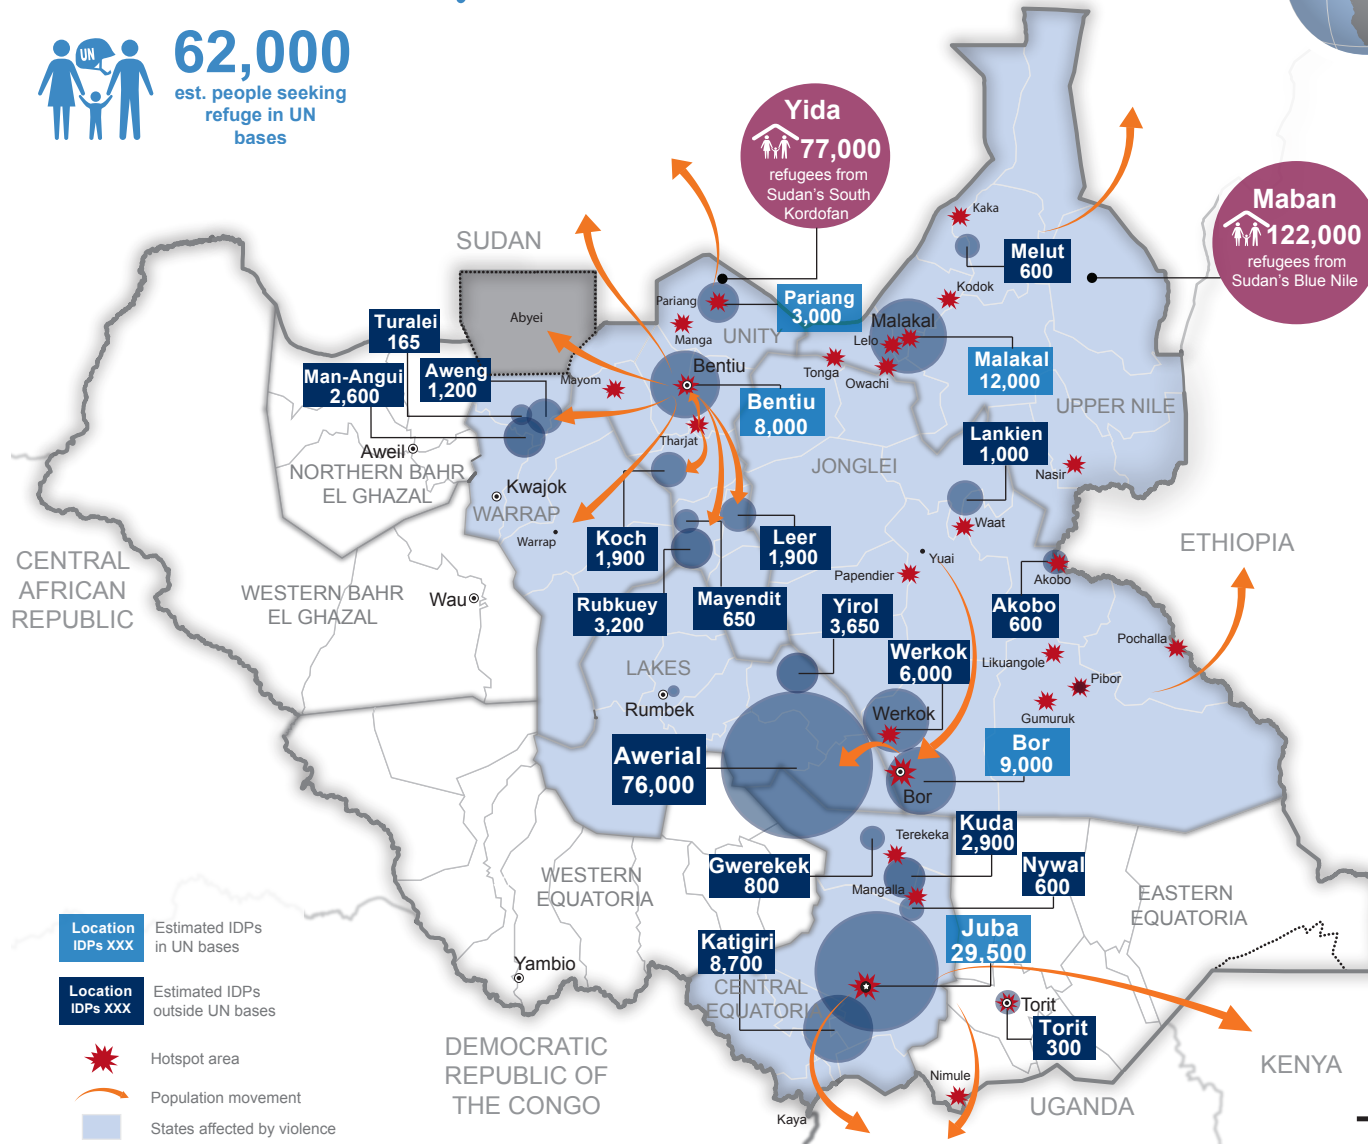 UN
62,000
est. people seeking
refuge in UN
bases
Yida
77,000
refugees from
Sudan's South
Kordofan
Maban
122,000
refugees from
Sudan's Blue Nile
SUDAN
Abyei
Kaka
Melut
600
Kodok
Pariang
Pariang
3,000
Manga
UNITY
Malakal
Lelo
Malakal
12,000
Tonga
Owachi
UPPER NILE
Turalei
165
Man-Angui
2,600
Aweng
1,200
Mayom
Bentiu
Bentiu
8,000
Tharjat
Aweil
NORTHERN BAHR
EL GHAZAL
Kwajok
WARRAP
Warrap
JONGLEI
Lankien
1,000
Nasir
Waat
Koch
1,900
Leer
1,900
Yuai
Papendier
ETHIOPIA
CENTRAL
AFRICAN
REPUBLIC
WESTERN BAHR
EL GHAZAL
Wau
Rubkuey
3,200
Mayendit
650
Yirol
3,650
Akobo
Akobo
600
Pochalla
Werkok
6,000
Likuangole
Pibor
Gumuruk
LAKES
Rumbek
Werkok
Awerial
76,000
Bor
9,000
Bor
Kuda
2,900
Terekeka
Gwerekek
800
Mangalla
Nywal
600
WESTERN
EQUATORIA
EASTERN
EQUATORIA
Juba
29,500
Katigiri
8,700
CENTRAL
EQUATORIA
Yambio
Torit
Torit
300
Nimule
Kaya
DEMOCRATIC
REPUBLIC OF
THE CONGO
UGANDA
KENYA
Location
IDPs XXX
Estimated IDPs
in UN bases
Location
IDPs XXX
Estimated IDPs
outside UN bases
Hotspot area
Population movement
States affected by violence